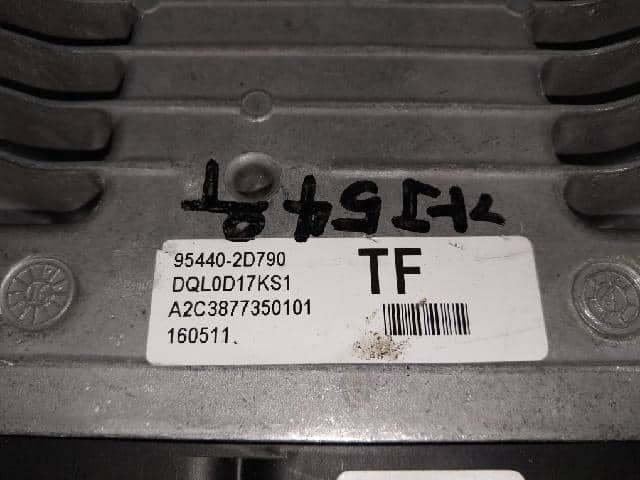 95440-2D790
DQL0D17KS1
A2C3877350101
160511.
TF